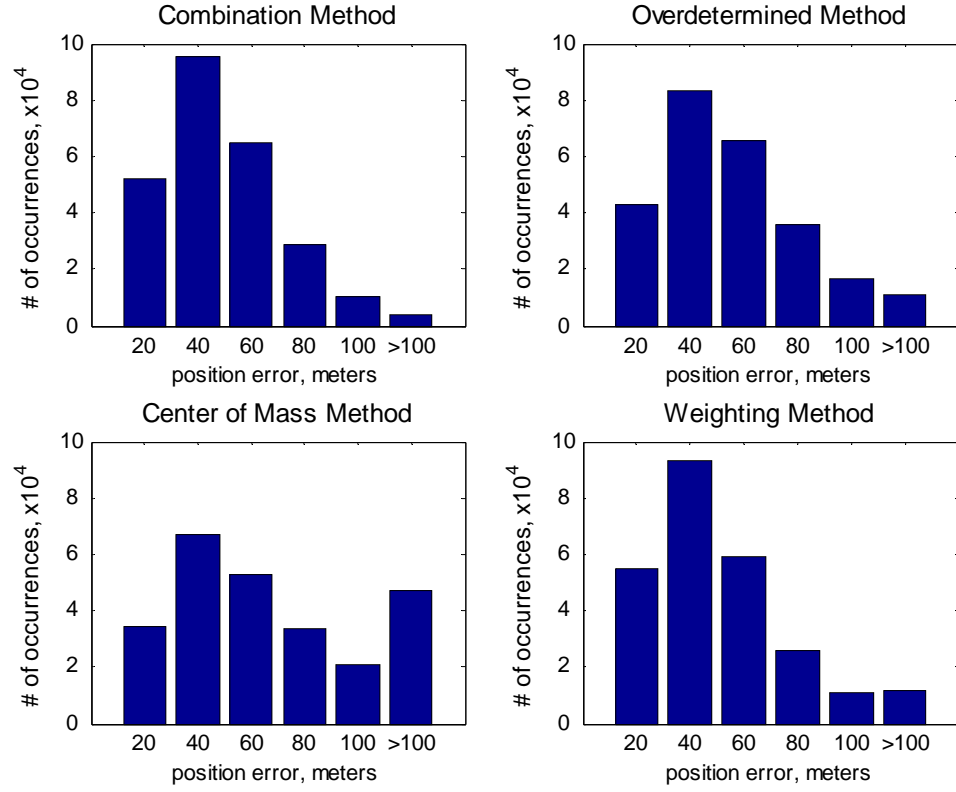 Combination Method
# of occurrences, x10^4
10
8
6
4
2
0
20 40 60 80 100 >100
position error, meters
Overdetermined Method
# of occurrences, x10^4
10
8
6
4
2
0
20 40 60 80 100 >100
position error, meters
Center of Mass Method
# of occurrences, x10^4
10
8
6
4
2
0
20 40 60 80 100 >100
position error, meters
Weighting Method
# of occurrences, x10^4
10
8
6
4
2
0
20 40 60 80 100 >100
position error, meters